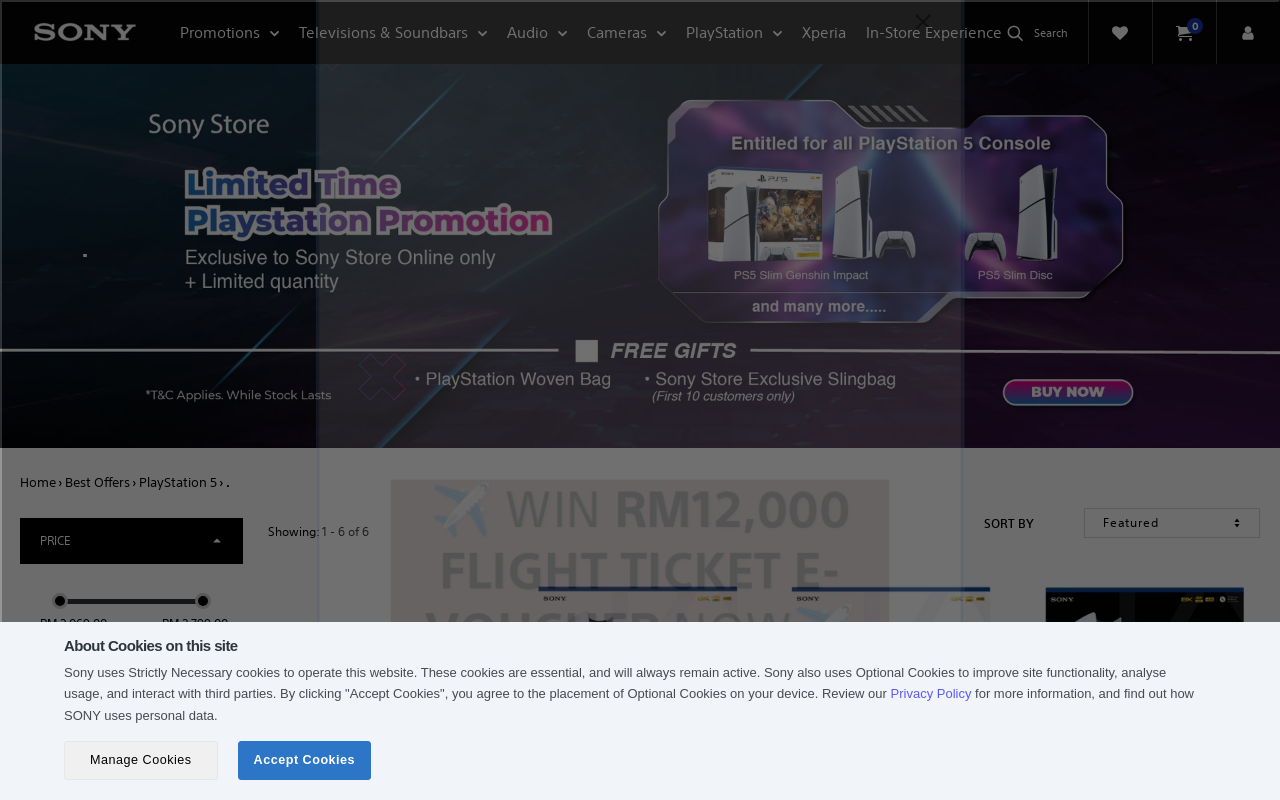 SONY
Promotions
Televisions & Soundbars
Audio
Cameras
PlayStation
Xperia
In-Store Experience
Search
0
Sony Store
Limited Time
Playstation Promotion
Exclusive to Sony Store Online only
+ Limited quantity
Entitled for all PlayStation 5 Console
PS5 Slim Genshin Impact
PS5 Slim Disc
and many more.....
FREE GIFTS
• PlayStation Woven Bag
• Sony Store Exclusive Slingbag
(First 10 customers only)
*T&C Applies. While Stock Lasts
BUY NOW
Home › Best Offers › PlayStation 5 › .
PRICE
Showing: 1 - 6 of 6
SORT BY
Featured
WIN RM12,000
FLIGHT TICKET E-
VOUCHER NOW
SONY
SONY
SONY
About Cookies on this site
Sony uses Strictly Necessary cookies to operate this website. These cookies are essential, and will always remain active. Sony also uses Optional Cookies to improve site functionality, analyse
usage, and interact with third parties. By clicking "Accept Cookies", you agree to the placement of Optional Cookies on your device. Review our Privacy Policy for more information, and find out how
SONY uses personal data.
Manage Cookies
Accept Cookies